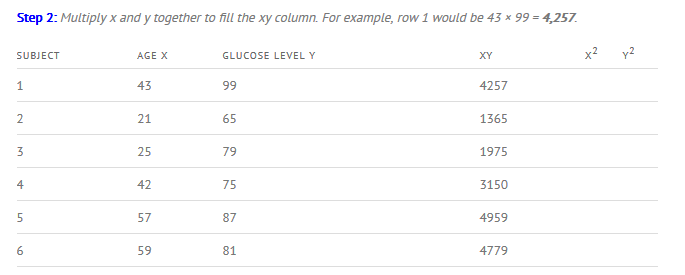 Step 2: Multiply x and y together to fill the xy column. For example, row 1 would be 43 × 99 = 4,257.
SUBJECT AGE X GLUCOSE LEVEL Y XY X² Y²
1 43 99 4257
2 21 65 1365
3 25 79 1975
4 42 75 3150
5 57 87 4959
6 59 81 4779